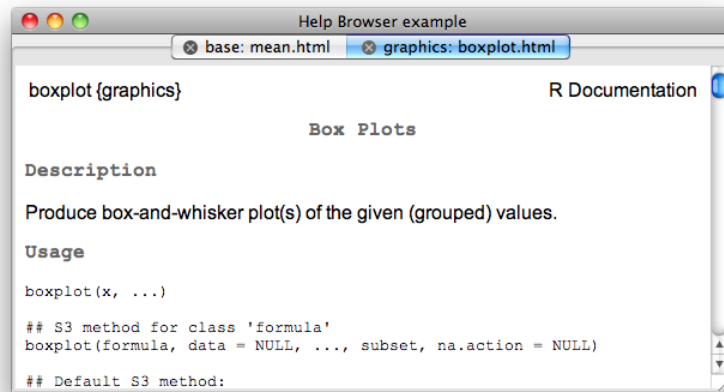 Help Browser example
base: mean.html graphics: boxplot.html
boxplot {graphics} R Documentation
Box Plots
Description
Produce box-and-whisker plot(s) of the given (grouped) values.
Usage
boxplot(x, ...)
## S3 method for class 'formula'
boxplot(formula, data = NULL, ..., subset, na.action = NULL)
## Default S3 method: